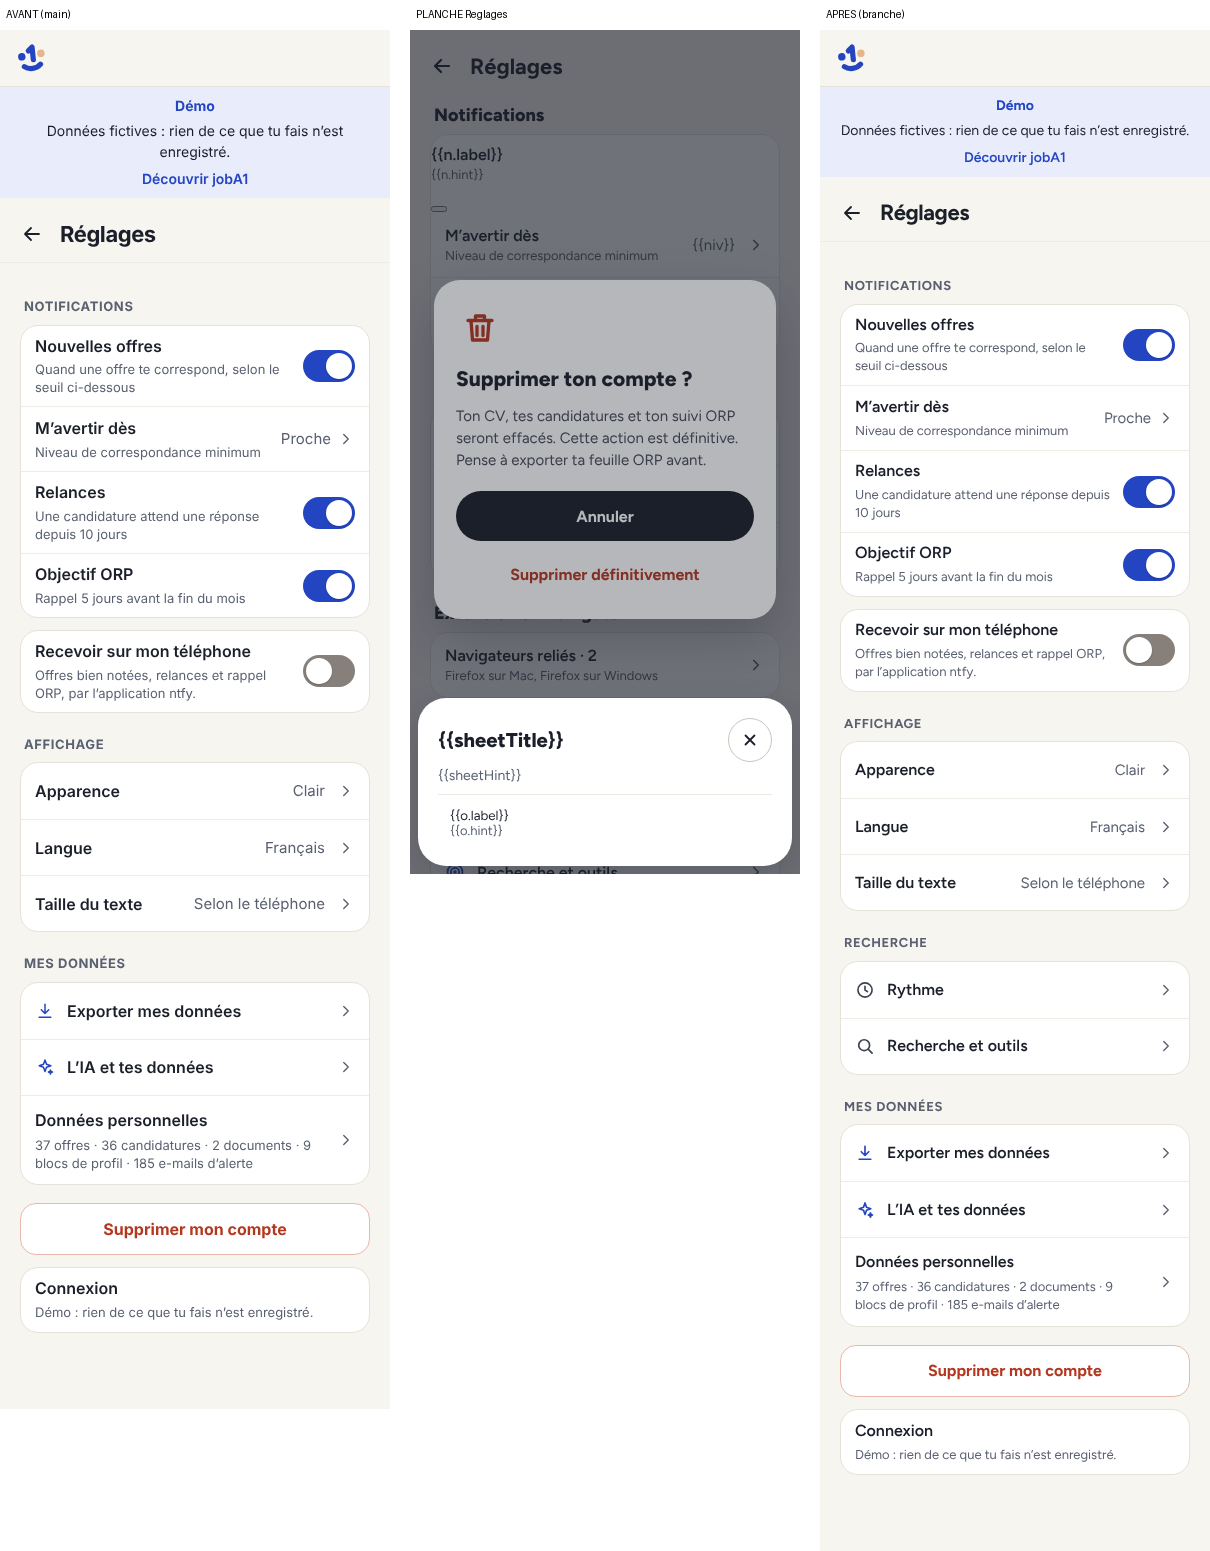 AVANT (main)
Démo
Données fictives : rien de ce que tu fais n’est
enregistré.
Découvrir jobA1
Réglages
NOTIFICATIONS
Nouvelles offres
Quand une offre te correspond, selon le
seuil ci-dessous
M’avertir dès
Niveau de correspondance minimum
Proche
Relances
Une candidature attend une réponse
depuis 10 jours
Objectif ORP
Rappel 5 jours avant la fin du mois
Recevoir sur mon téléphone
Offres bien notées, relances et rappel
ORP, par l’application ntfy.
AFFICHAGE
Apparence
Clair
Langue
Français
Taille du texte
Selon le téléphone
MES DONNÉES
Exporter mes données
L’IA et tes données
Données personnelles
37 offres · 36 candidatures · 2 documents · 9
blocs de profil · 185 e-mails d’alerte
Supprimer mon compte
Connexion
Démo : rien de ce que tu fais n’est enregistré.
PLANCHE Reglages
Réglages
Notifications
{{n.label}}
{{n.hint}}
M’avertir dès
Niveau de correspondance minimum
{{niv}}
Supprimer ton compte ?
Ton CV, tes candidatures et ton suivi ORP
seront effacés. Cette action est définitive.
Pense à exporter ta feuille ORP avant.
Annuler
Supprimer définitivement
Navigateurs reliés · 2
Firefox sur Mac, Firefox sur Windows
{{sheetTitle}}
{{sheetHint}}
{{o.label}}
{{o.hint}}
Recherche et outils
APRES (branche)
Démo
Données fictives : rien de ce que tu fais n’est enregistré.
Découvrir jobA1
Réglages
NOTIFICATIONS
Nouvelles offres
Quand une offre te correspond, selon le
seuil ci-dessous
M’avertir dès
Niveau de correspondance minimum
Proche
Relances
Une candidature attend une réponse depuis
10 jours
Objectif ORP
Rappel 5 jours avant la fin du mois
Recevoir sur mon téléphone
Offres bien notées, relances et rappel ORP,
par l’application ntfy.
AFFICHAGE
Apparence
Clair
Langue
Français
Taille du texte
Selon le téléphone
RECHERCHE
Rythme
Recherche et outils
MES DONNÉES
Exporter mes données
L’IA et tes données
Données personnelles
37 offres · 36 candidatures · 2 documents · 9
blocs de profil · 185 e-mails d’alerte
Supprimer mon compte
Connexion
Démo : rien de ce que tu fais n’est enregistré.